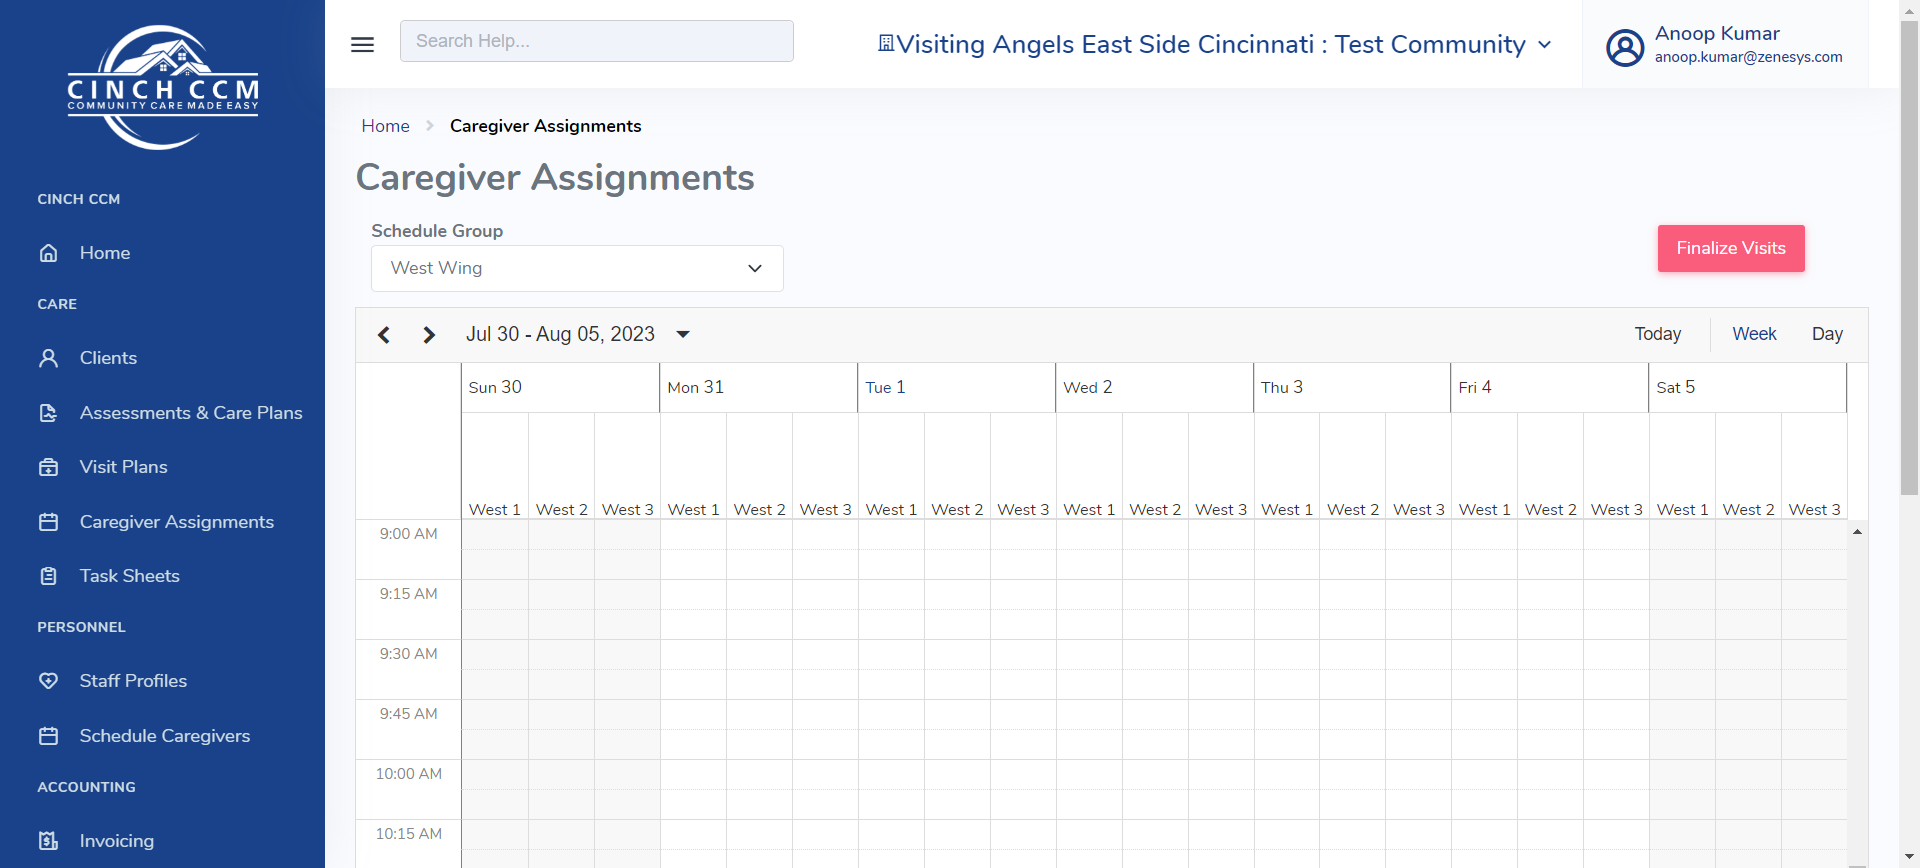 CINCH CCM
COMMUNITY CARE MADE EASY
CINCH CCM
Home
CARE
Clients
Assessments & Care Plans
Visit Plans
Caregiver Assignments
Task Sheets
PERSONNEL
Staff Profiles
Schedule Caregivers
ACCOUNTING
Invoicing
Search Help...
Visiting Angels East Side Cincinnati : Test Community
Anoop Kumar
anoop.kumar@zenesys.com
Home > Caregiver Assignments
Caregiver Assignments
Schedule Group
West Wing
Finalize Visits
Jul 30 - Aug 05, 2023
Today Week Day
Sun 30 Mon 31 Tue 1 Wed 2 Thu 3 Fri 4 Sat 5
West 1 West 2 West 3 West 1 West 2 West 3 West 1 West 2 West 3 West 1 West 2 West 3 West 1 West 2 West 3 West 1 West 2 West 3 West 1 West 2 West 3
9:00 AM
9:15 AM
9:30 AM
9:45 AM
10:00 AM
10:15 AM